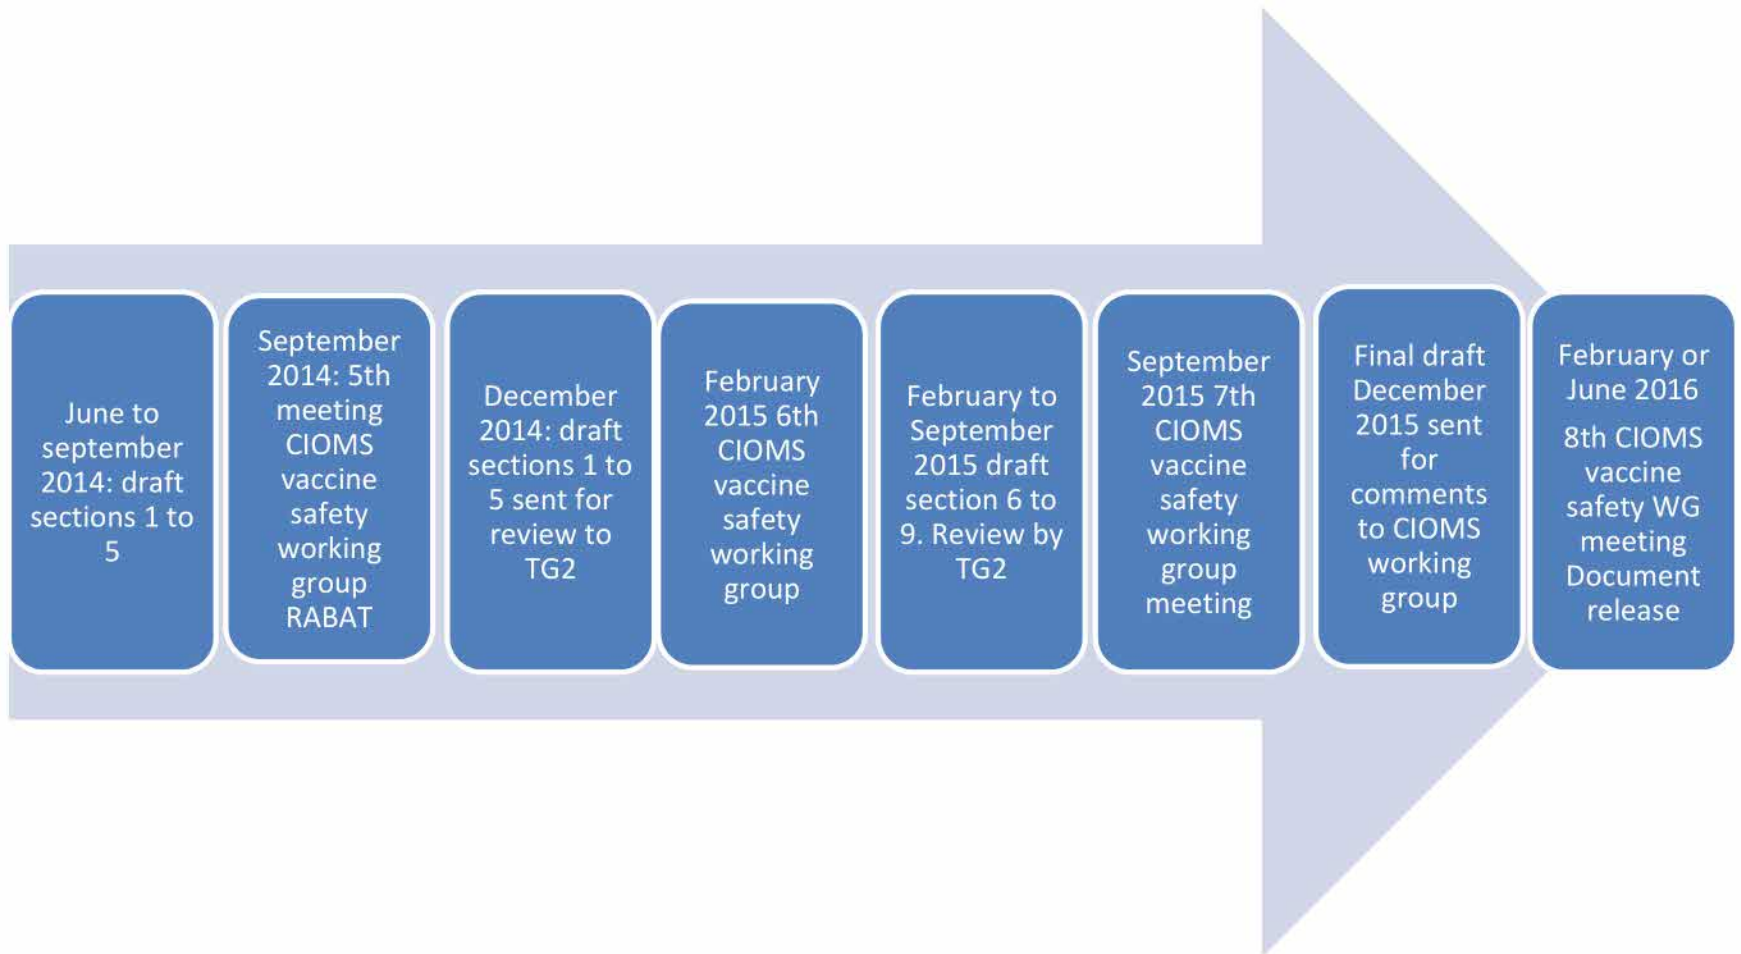 June to
september
2014: draft
sections 1 to
5
September
2014: 5th
meeting
CIOMS
vaccine
safety
working
group
RABAT
December
2014: draft
sections 1 to
5 sent for
review to
TG2
February
2015 6th
CIOMS
vaccine
safety
working
group
February to
September
2015 draft
section 6 to
9. Review by
TG2
September
2015 7th
CIOMS
vaccine
safety
working
group
meeting
Final draft
December
2015 sent
for
comments
to CIOMS
working
group
February or
June 2016
8th CIOMS
vaccine
safety WG
meeting
Document
release